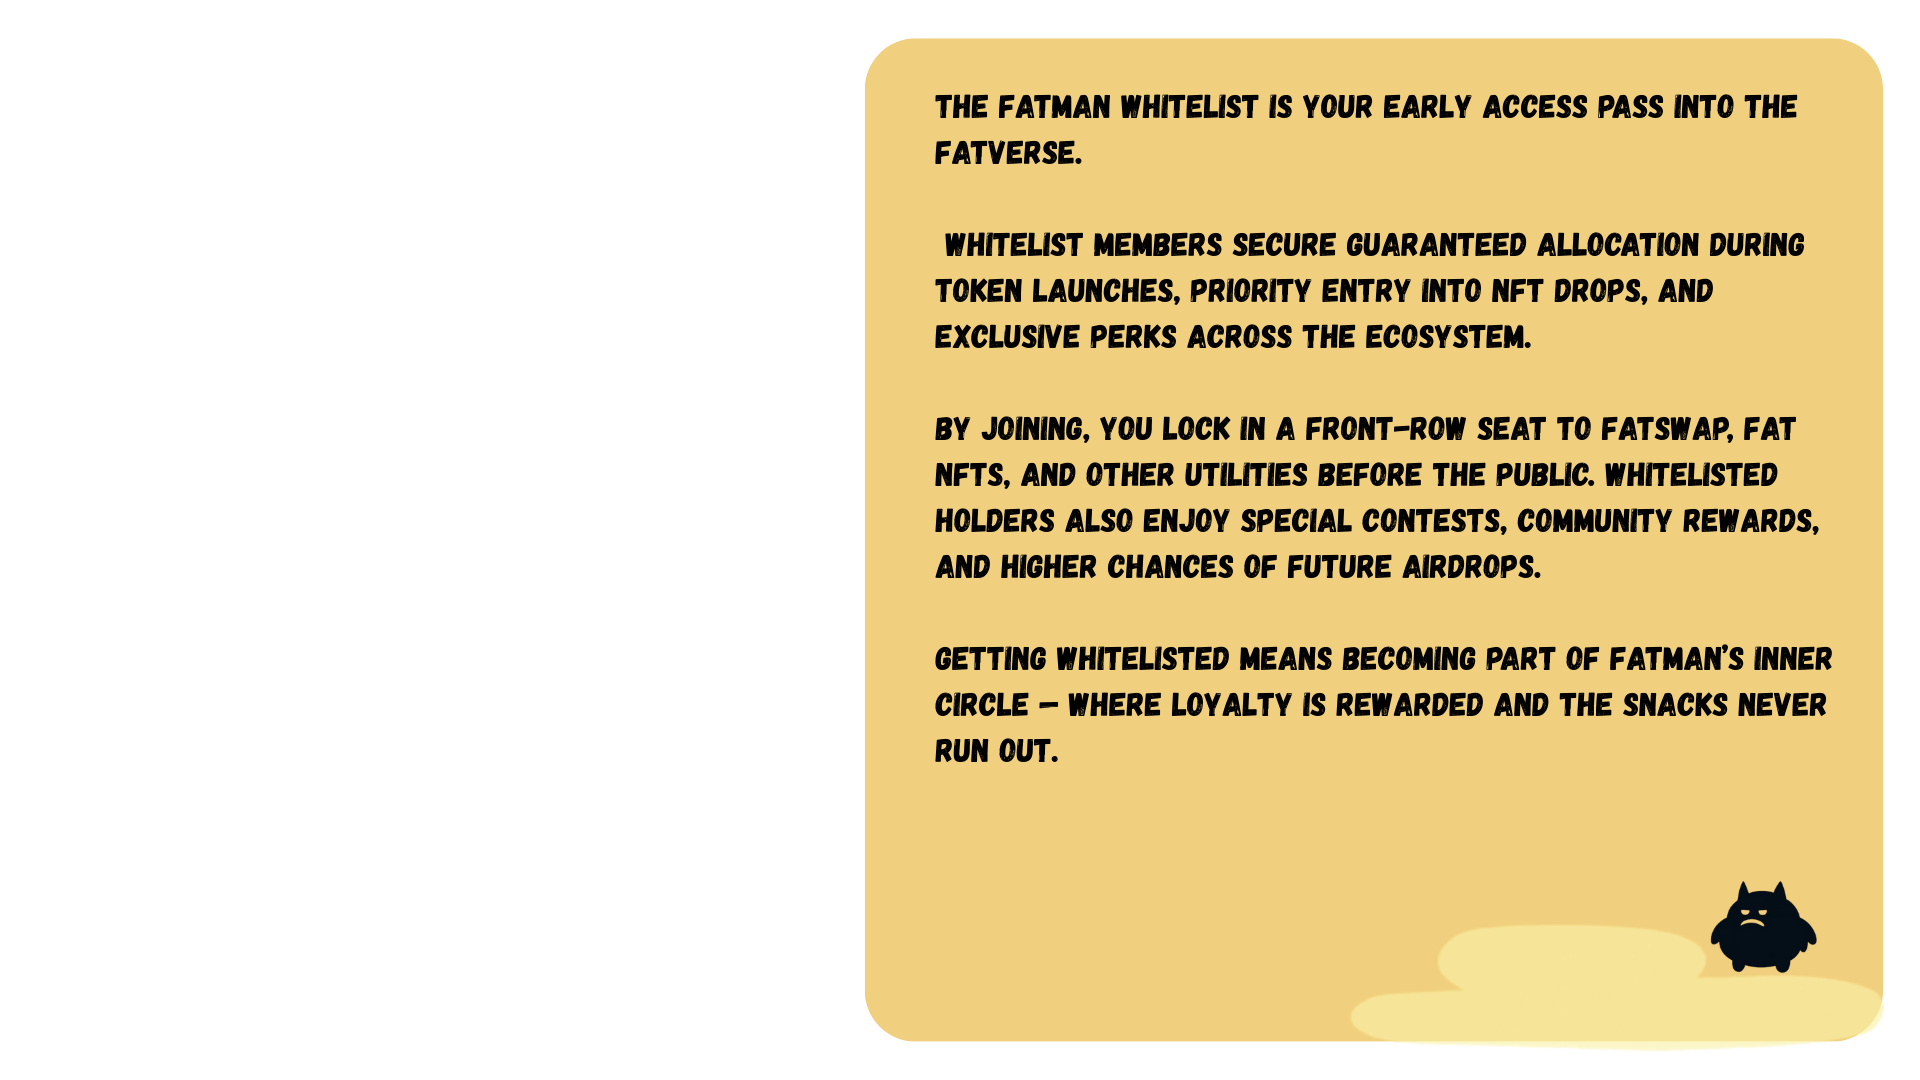 THE FATMAN WHITELIST IS YOUR EARLY ACCESS PASS INTO THE
FATVERSE.
WHITELIST MEMBERS SECURE GUARANTEED ALLOCATION DURING
TOKEN LAUNCHES, PRIORITY ENTRY INTO NFT DROPS, AND
EXCLUSIVE PERKS ACROSS THE ECOSYSTEM.
BY JOINING, YOU LOCK IN A FRONT-ROW SEAT TO FATSWAP, FAT
NFTS, AND OTHER UTILITIES BEFORE THE PUBLIC. WHITELISTED
HOLDERS ALSO ENJOY SPECIAL CONTESTS, COMMUNITY REWARDS,
AND HIGHER CHANCES OF FUTURE AIRDROPS.
GETTING WHITELISTED MEANS BECOMING PART OF FATMAN’S INNER
CIRCLE — WHERE LOYALTY IS REWARDED AND THE SNACKS NEVER
RUN OUT.